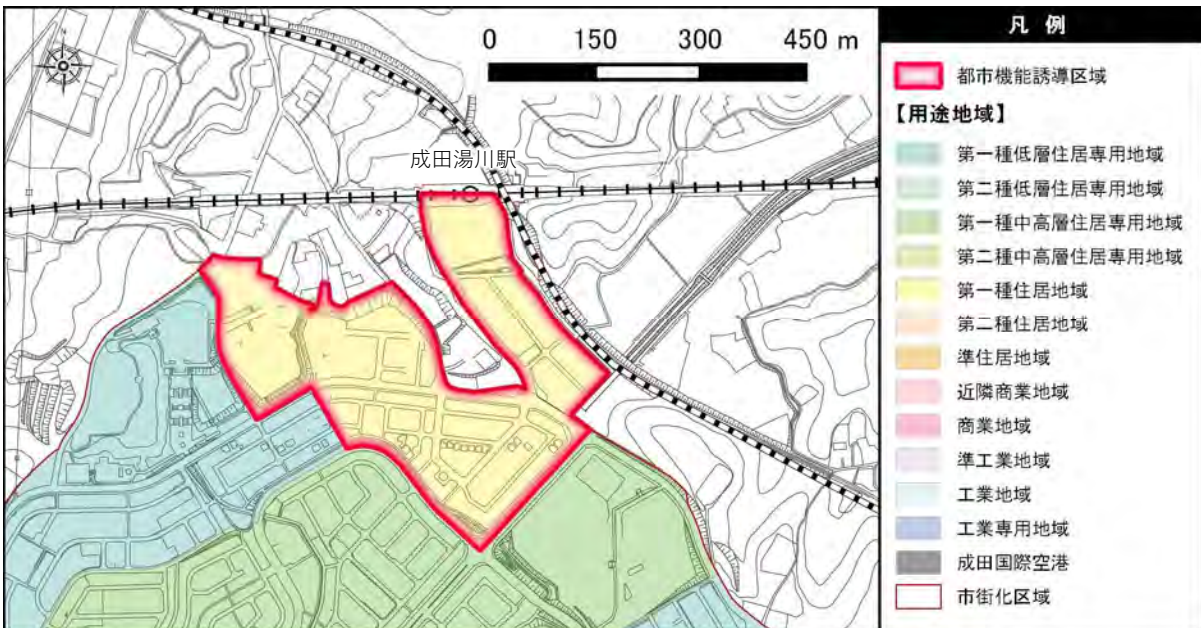 0 150 300 450 m
成田湯川駅
凡 例
都市機能誘導区域
【用途地域】
第一種低層住居専用地域
第二種低層住居専用地域
第一種中高層住居専用地域
第二種中高層住居専用地域
第一種住居地域
第二種住居地域
準住居地域
近隣商業地域
商業地域
準工業地域
工業地域
工業専用地域
成田国際空港
市街化区域